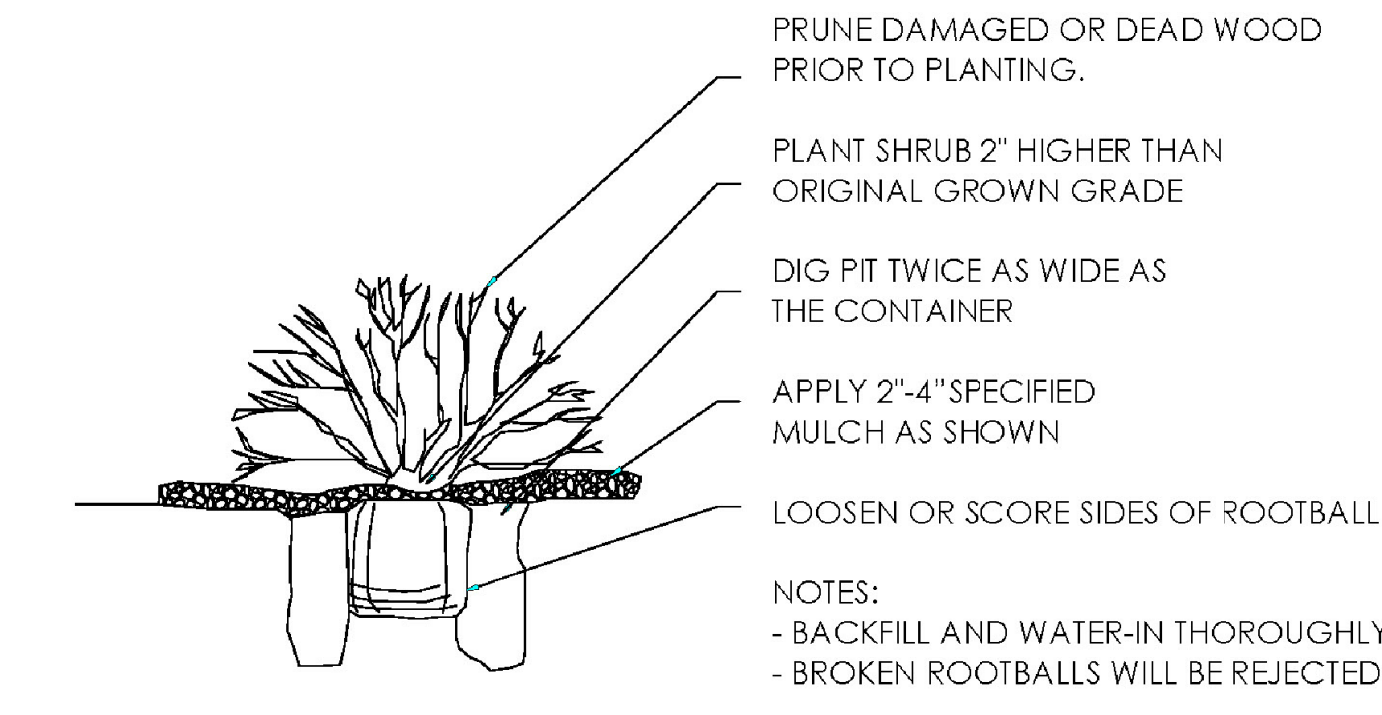 PRUNE DAMAGED OR DEAD WOOD
PRIOR TO PLANTING.
PLANT SHRUB 2" HIGHER THAN
ORIGINAL GROWN GRADE
DIG PIT TWICE AS WIDE AS
THE CONTAINER
APPLY 2"-4" SPECIFIED
MULCH AS SHOWN
LOOSEN OR SCORE SIDES OF ROOTBALL
NOTES:
- BACKFILL AND WATER-IN THOROUGHLY
- BROKEN ROOTBALLS WILL BE REJECTED